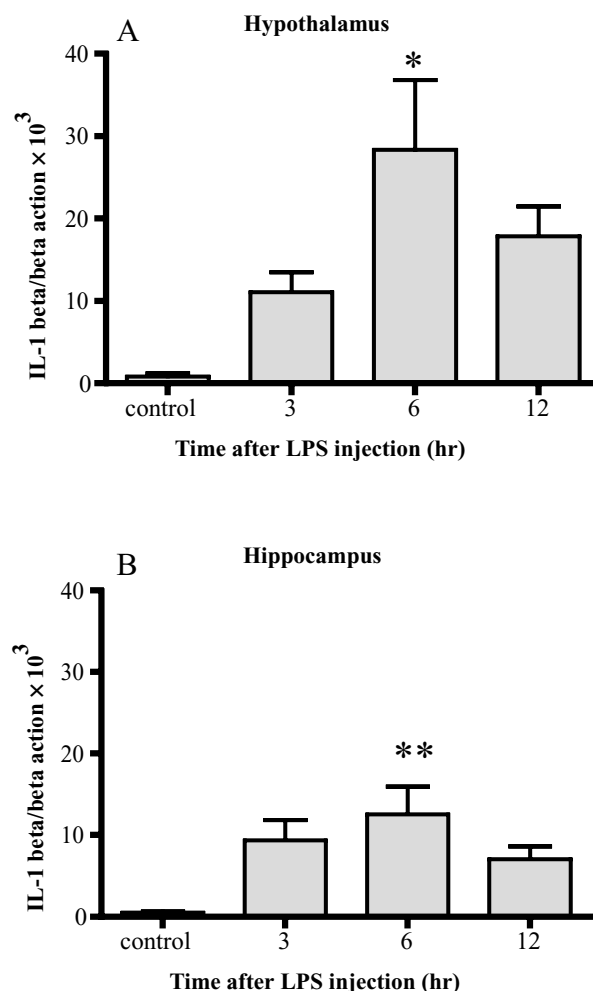 A
Hypothalamus
IL-1 beta/beta action × 10³
40
30
20
10
0
*
control 3 6 12
Time after LPS injection (hr)
B
Hippocampus
IL-1 beta/beta action × 10³
40
30
20
10
0
**
control 3 6 12
Time after LPS injection (hr)